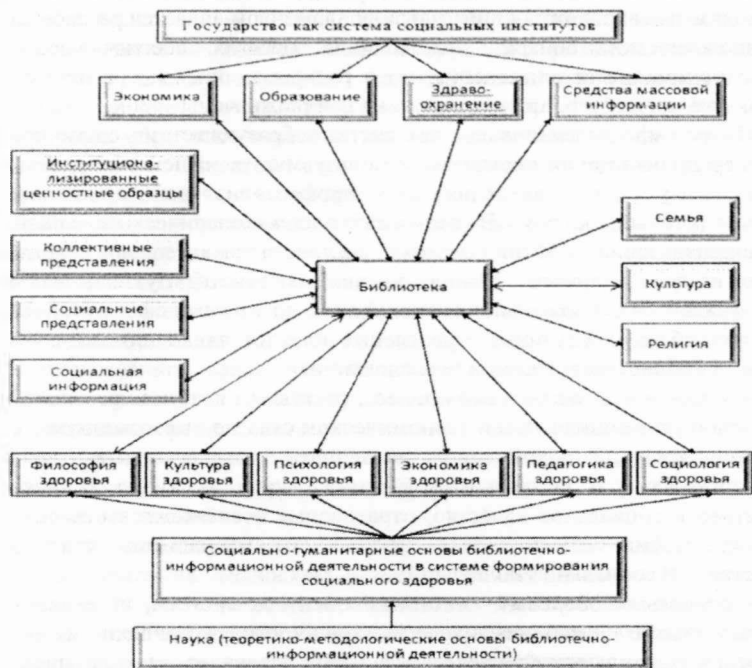 Государство как система социальных институтов
Экономика
Образование
Здраво-
охранение
Средства массовой
информации
Институциона-
лизированные
ценностные образцы
Коллективные
представления
Социальные
представления
Социальная
информация
Библиотека
Семья
Культура
Религия
Философия
здоровья
Культура
здоровья
Психология
здоровья
Экономика
здоровья
Педагогика
здоровья
Социология
здоровья
Социально-гуманитарные основы библиотечно-
информационной деятельности в системе формирования
социального здоровья
Наука (теоретико-методологические основы библиотечно-
информационной деятельности)